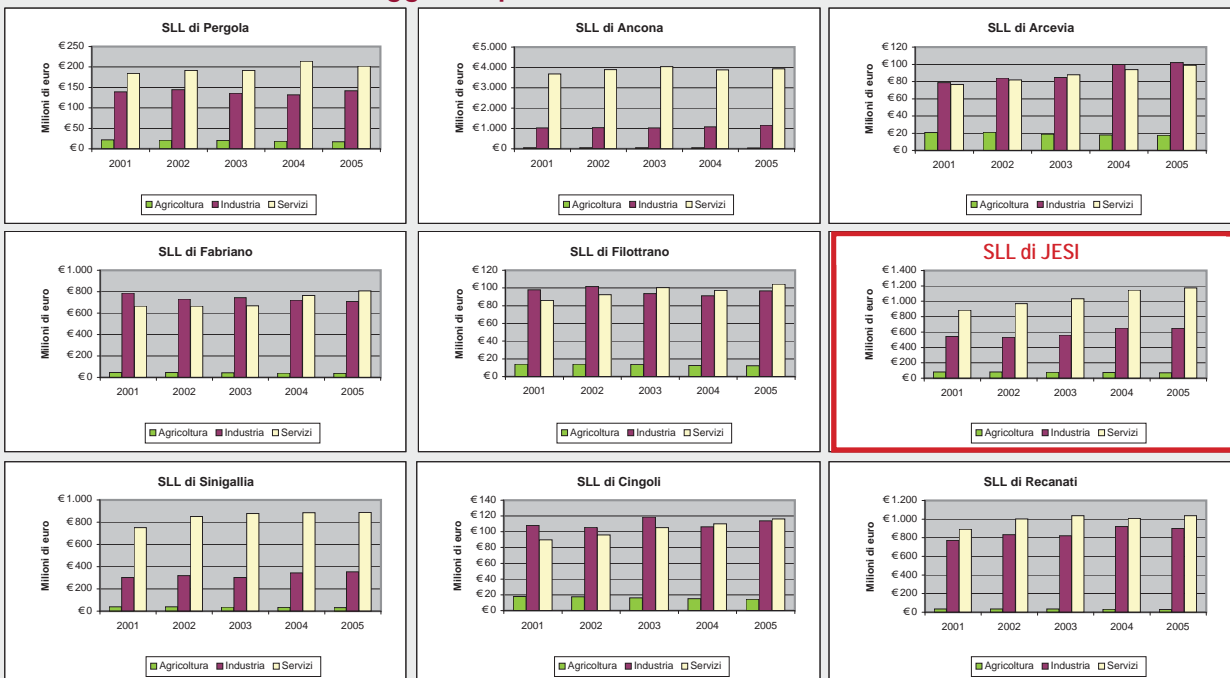 SLL di Pergola
Milioni di euro
€250
€200
€150
€100
€50
€0
2001 2002 2003 2004 2005
Agricoltura Industria Servizi
SLL di Ancona
Milioni di euro
€5.000
€4.000
€3.000
€2.000
€1.000
€0
2001 2002 2003 2004 2005
Agricoltura Industria Servizi
SLL di Arcevia
Milioni di euro
€120
€100
€80
€60
€40
€20
€0
2001 2002 2003 2004 2005
Agricoltura Industria Servizi
SLL di Fabriano
Milioni di euro
€1.000
€800
€600
€400
€200
€0
2001 2002 2003 2004 2005
Agricoltura Industria Servizi
SLL di Filottrano
Milioni di euro
€120
€100
€80
€60
€40
€20
€0
2001 2002 2003 2004 2005
Agricoltura Industria Servizi
SLL di JESI
Milioni di euro
€1.400
€1.200
€1.000
€800
€600
€400
€200
€0
2001 2002 2003 2004 2005
Agricoltura Industria Servizi
SLL di Sinigallia
Milioni di euro
€1.000
€800
€600
€400
€200
€0
2001 2002 2003 2004 2005
Agricoltura Industria Servizi
SLL di Cingoli
Milioni di euro
€140
€120
€100
€80
€60
€40
€20
€0
2001 2002 2003 2004 2005
Agricoltura Industria Servizi
SLL di Recanati
Milioni di euro
€1.200
€1.000
€800
€600
€400
€200
€0
2001 2002 2003 2004 2005
Agricoltura Industria Servizi